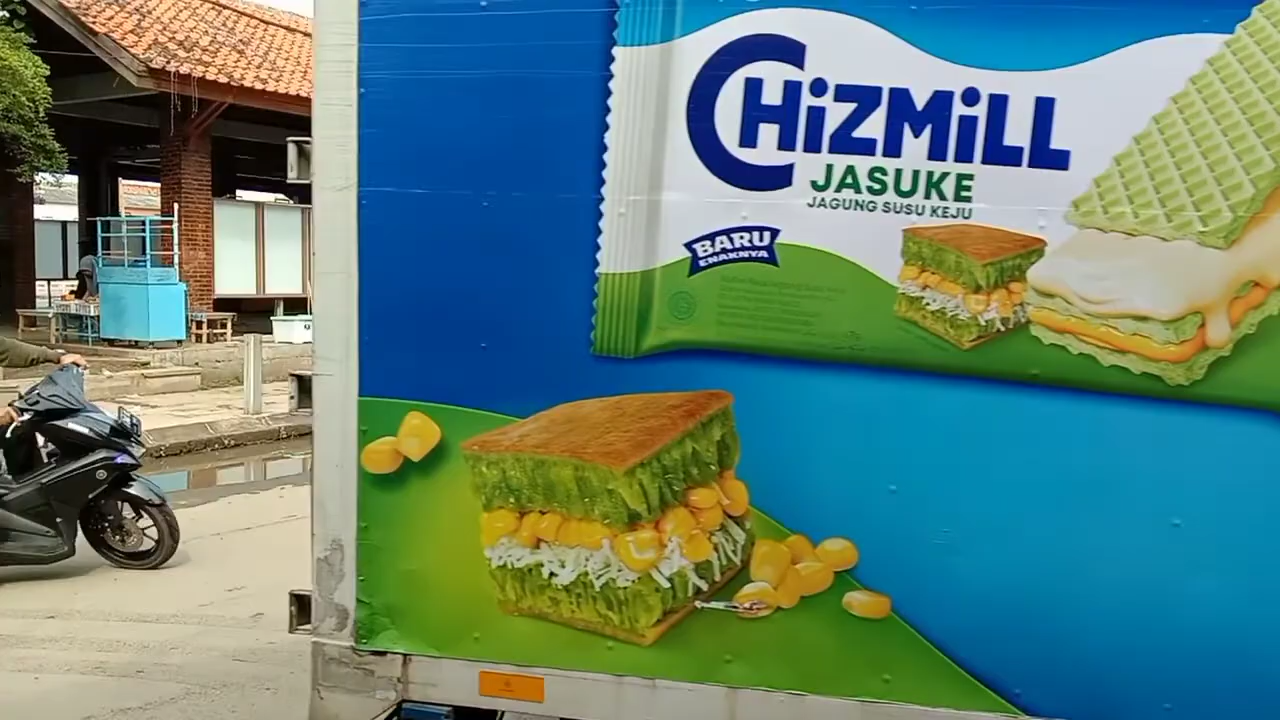 CHiZMiLL
JASUKE
JAGUNG SUSU KEJU
BARU
ENAKNYA